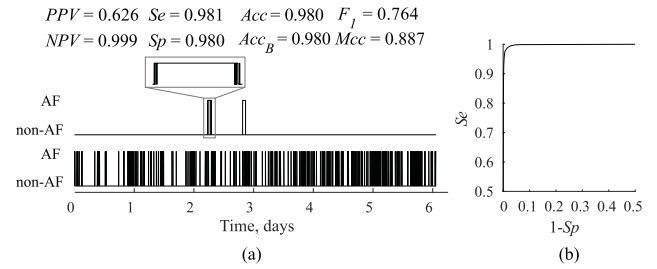 PPV = 0.626 Se = 0.981 Acc = 0.980 F1 = 0.764
NPV = 0.999 Sp = 0.980 AccB = 0.980 Mcc = 0.887
AF
non-AF
AF
non-AF
0 1 2 3 4 5 6
Time, days
(a)
1
0.9
0.8
0.7
0.6
0.5
Se
0 0.1 0.2 0.3 0.4 0.5
1-Sp
(b)